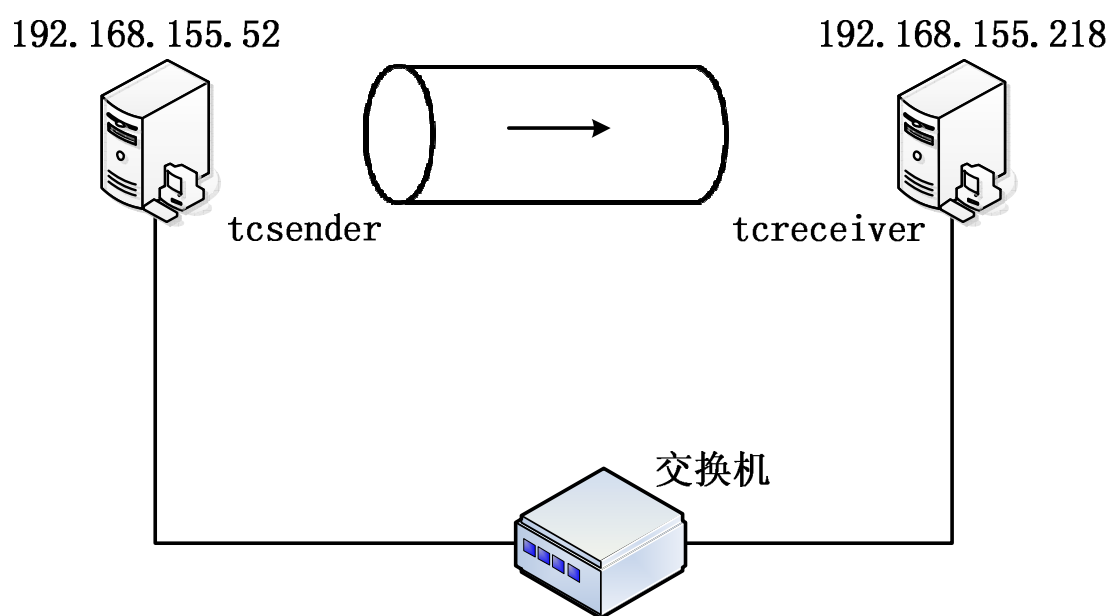 192.168.155.52
192.168.155.218
tcsender
tcreceiver
交换机